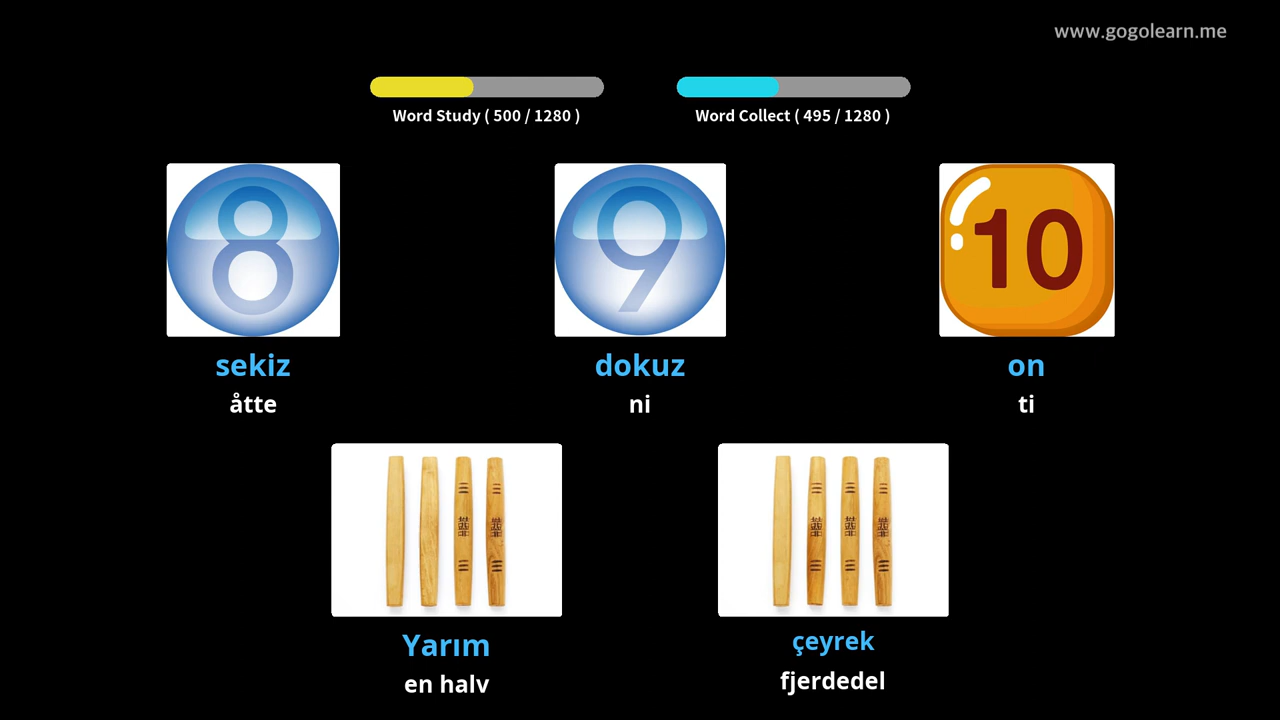 www.gogolearn.me
Word Study ( 500 / 1280 )
Word Collect ( 495 / 1280 )
8
9
10
sekiz
dokuz
on
åtte
ni
ti
Yarım
çeyrek
en halv
fjerdedel